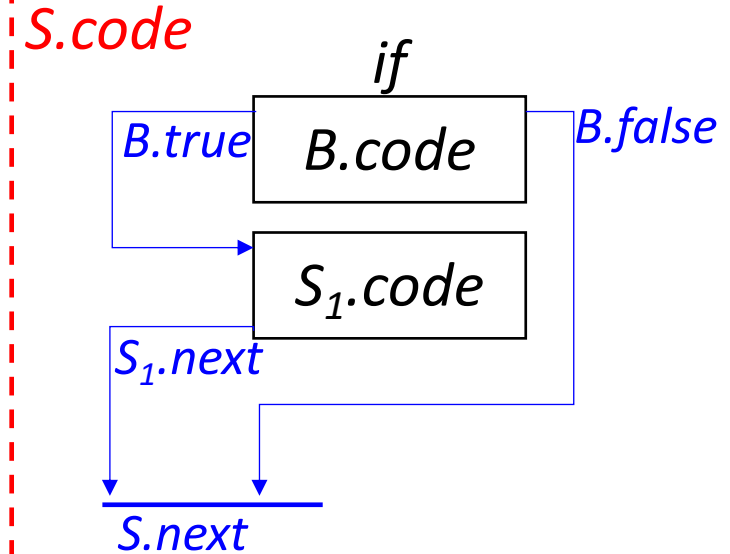 S.code
if
B.true
B.code
B.false
S₁.code
S₁.next
S.next